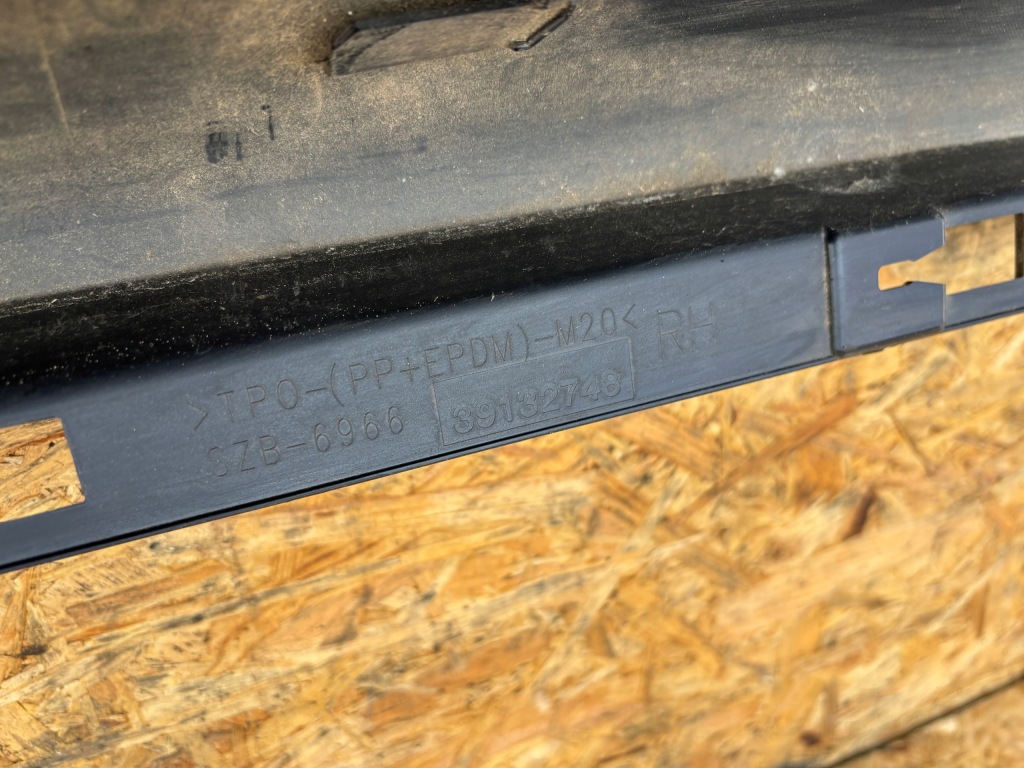 >TPO-(PP+EPDM)-M20< RH
SZB-6966 39132748